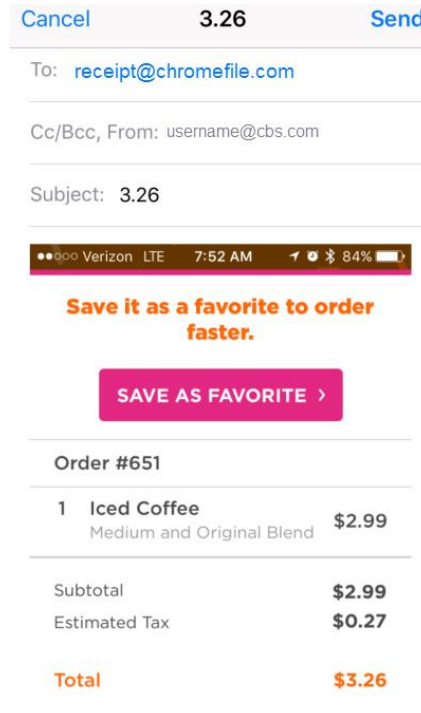 Cancel 3.26 Send
To: receipt@chromefile.com
Cc/Bcc, From: username@cbs.com
Subject: 3.26
Verizon LTE 7:52 AM 84%
Save it as a favorite to order
faster.
SAVE AS FAVORITE >
Order #651
1 Iced Coffee $2.99
Medium and Original Blend
Subtotal $2.99
Estimated Tax $0.27
Total $3.26